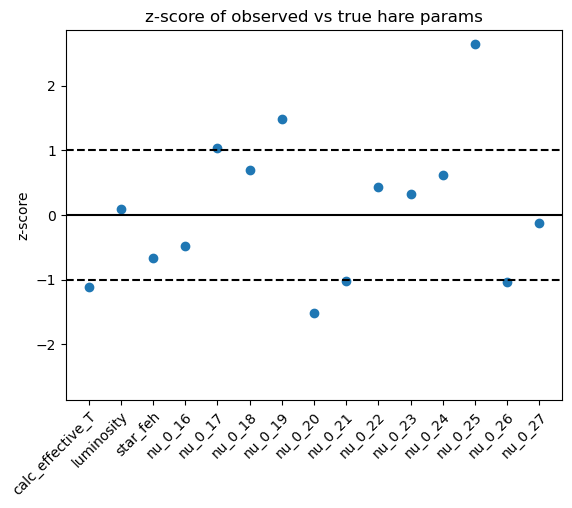 z-score of observed vs true hare params
z-score
2
1
0
−1
−2
calc_effective_T
luminosity
star_feh
nu_0_16
nu_0_17
nu_0_18
nu_0_19
nu_0_20
nu_0_21
nu_0_22
nu_0_23
nu_0_24
nu_0_25
nu_0_26
nu_0_27